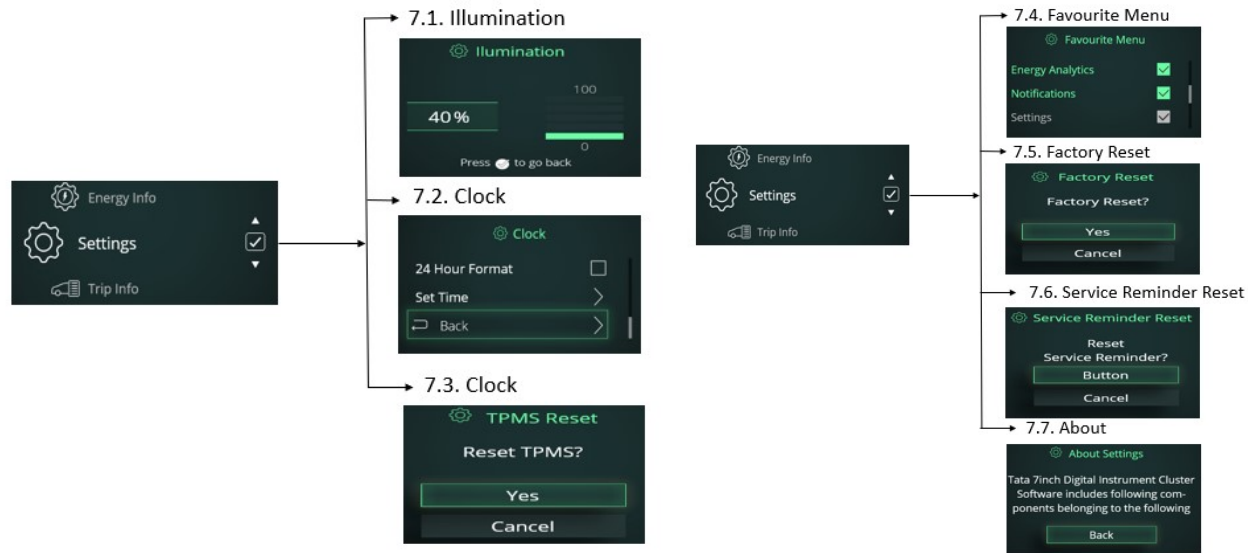 7.1. Illumination
Ilumination
100
40%
0
Press to go back
Energy Info
Settings
Trip Info
7.2. Clock
Clock
24 Hour Format
Set Time
Back
7.3. Clock
TPMS Reset
Reset TPMS?
Yes
Cancel
7.4. Favourite Menu
Favourite Menu
Energy Analytics
Notifications
Settings
Energy Info
Settings
Trip Info
7.5. Factory Reset
Factory Reset
Factory Reset?
Yes
Cancel
7.6. Service Reminder Reset
Service Reminder Reset
Reset
Service Reminder?
Button
Cancel
7.7. About
About Settings
Tata 7inch Digital Instrument Cluster
Software includes following com-
ponents belonging to the following
Back